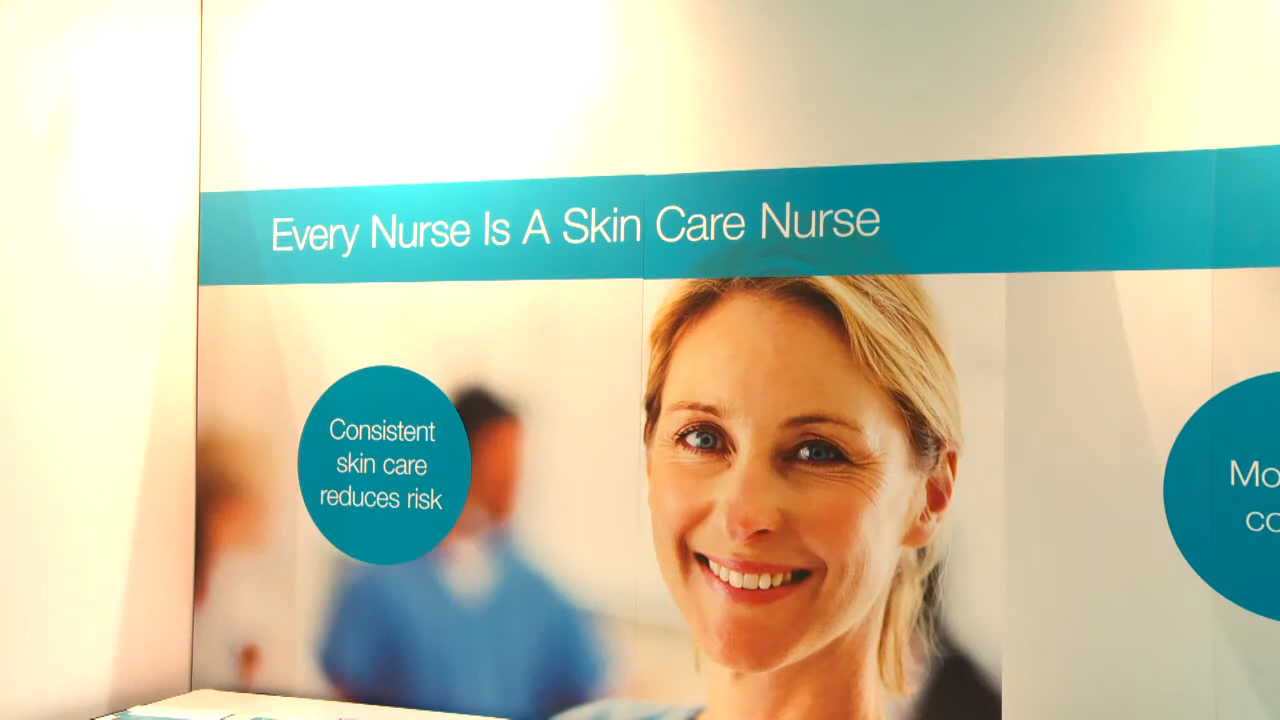 Every Nurse Is A Skin Care Nurse
Consistent
skin care
reduces risk